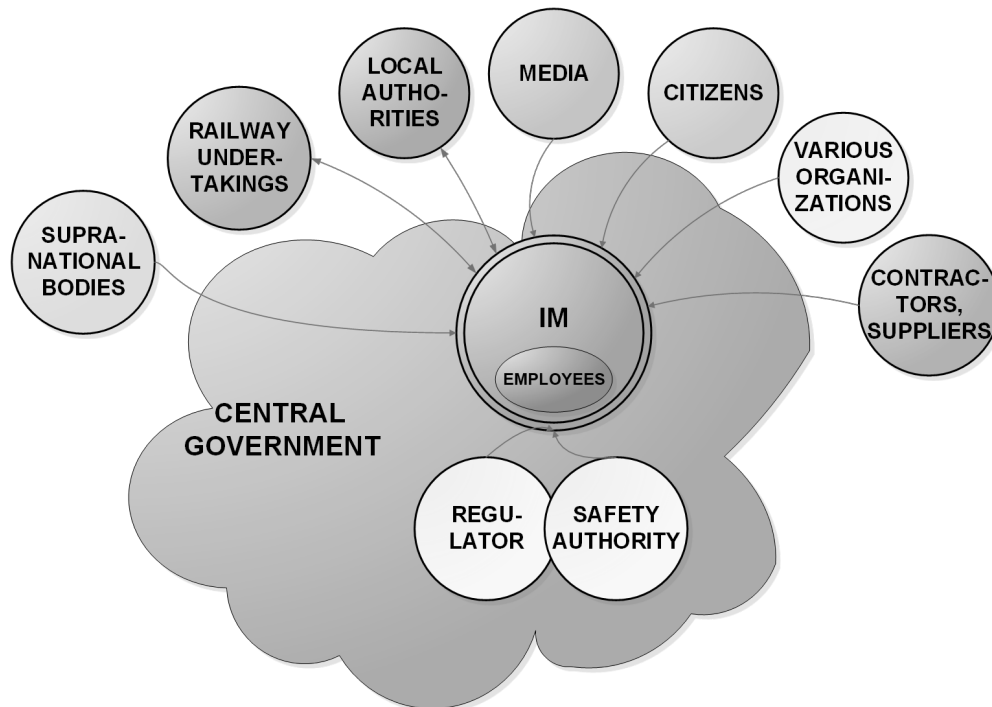 LOCAL
AUTHO-
RITIES
MEDIA
CITIZENS
RAILWAY
UNDER-
TAKINGS
VARIOUS
ORGANI-
ZATIONS
SUPRA-
NATIONAL
BODIES
CONTRAC-
TORS,
SUPPLIERS
IM
EMPLOYEES
CENTRAL
GOVERNMENT
REGU-
LATOR
SAFETY
AUTHORITY